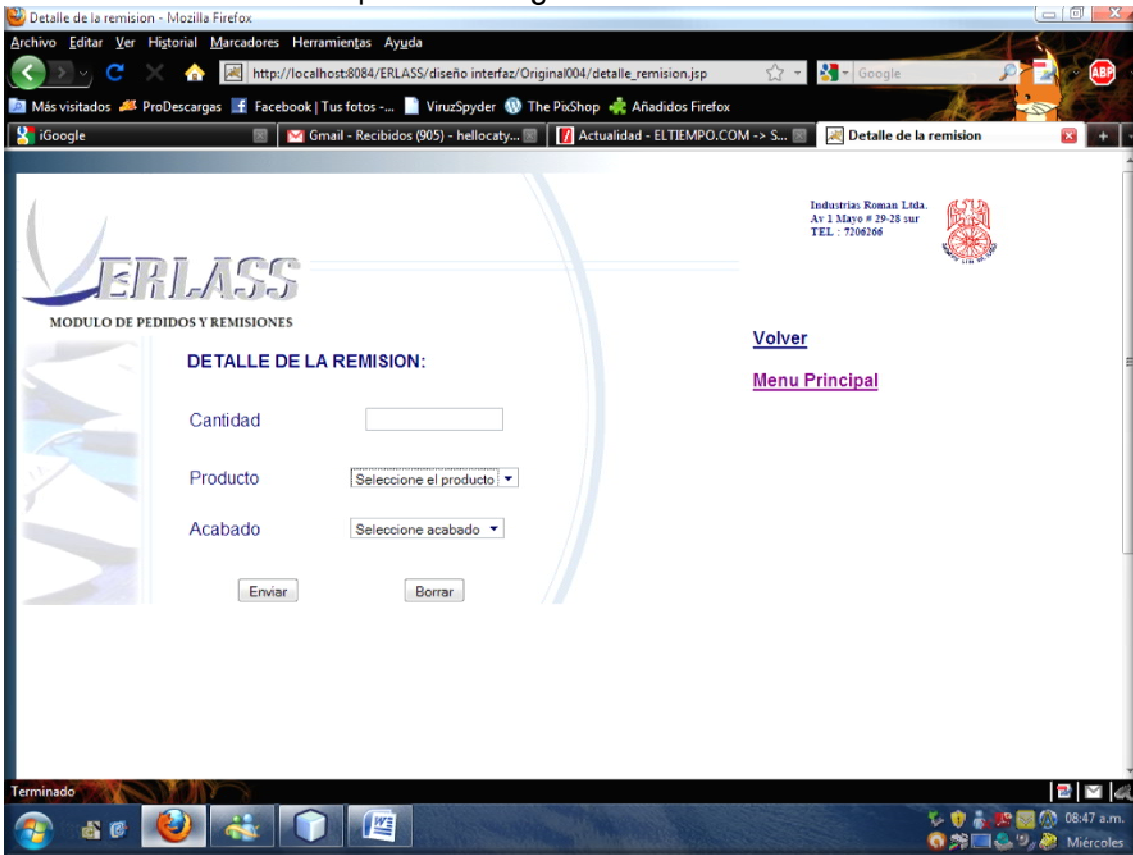 Detalle de la remision - Mozilla Firefox
Archivo Editar Ver Historial Marcadores Herramientas Ayuda
http://localhost:8084/ERLASS/diseño interfaz/Original004/detalle_remision.jsp
Google
ABP
Más visitados ProDescargas Facebook | Tus fotos -... ViruzSpyder The PixShop Añadidos Firefox
iGoogle
Gmail - Recibidos (905) - hellocaty...
Actualidad - ELTIEMPO.COM -> S...
Detalle de la remision
Industrias Roman Ltda.
Av 1 Mayo # 29-28 sur
TEL : 7206266
ERLASS
MODULO DE PEDIDOS Y REMISIONES
Volver
DETALLE DE LA REMISION:
Menu Principal
Cantidad
Producto Seleccione el producto
Acabado Seleccione acabado
Enviar Borrar
Terminado
08:47 a.m.
Miércoles